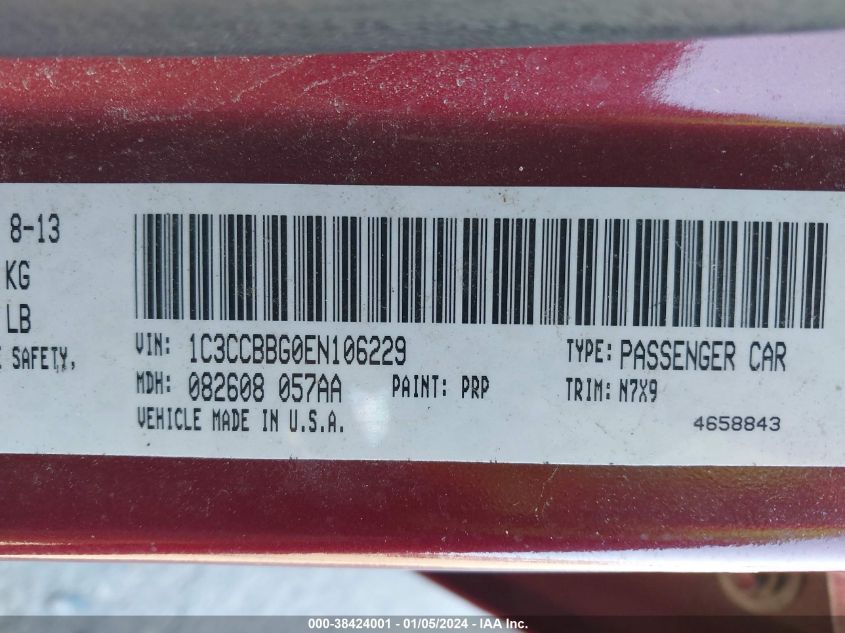 8-13
KG
LB
E SAFETY,
VIN: 1C3CCBBG0EN106229 TYPE: PASSENGER CAR
MDH: 082608 057AA PAINT: PRP TRIM: N7X9
VEHICLE MADE IN U.S.A. 4658843
000-38424001 - 01/05/2024 - IAA Inc.